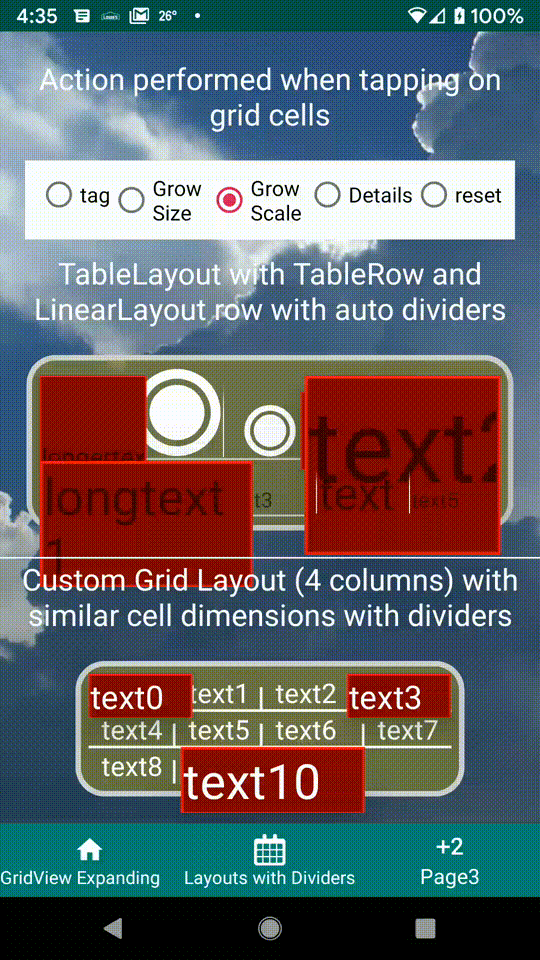 4:35 26° 100%
Action performed when tapping on
grid cells
tag Grow Size Grow Scale Details reset
TableLayout with TableRow and
LinearLayout row with auto dividers
text2
longtext
1
text text5
Custom Grid Layout (4 columns) with
similar cell dimensions with dividers
text0 text1 text2 text3
text4 text5 text6 text7
text8 text10
+2
GridView Expanding Layouts with Dividers Page3